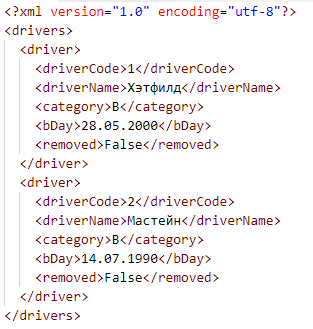 <?xml version="1.0" encoding="utf-8"?>
<drivers>
  <driver>
    <driverCode>1</driverCode>
    <driverName>Хэтфилд</driverName>
    <category>B</category>
    <bDay>28.05.2000</bDay>
    <removed>False</removed>
  </driver>
  <driver>
    <driverCode>2</driverCode>
    <driverName>Мастейн</driverName>
    <category>B</category>
    <bDay>14.07.1990</bDay>
    <removed>False</removed>
  </driver>
</drivers>